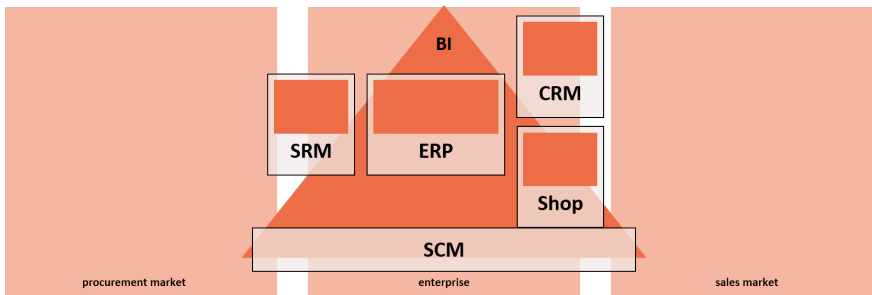 BI
CRM
SRM
ERP
Shop
SCM
procurement market
enterprise
sales market